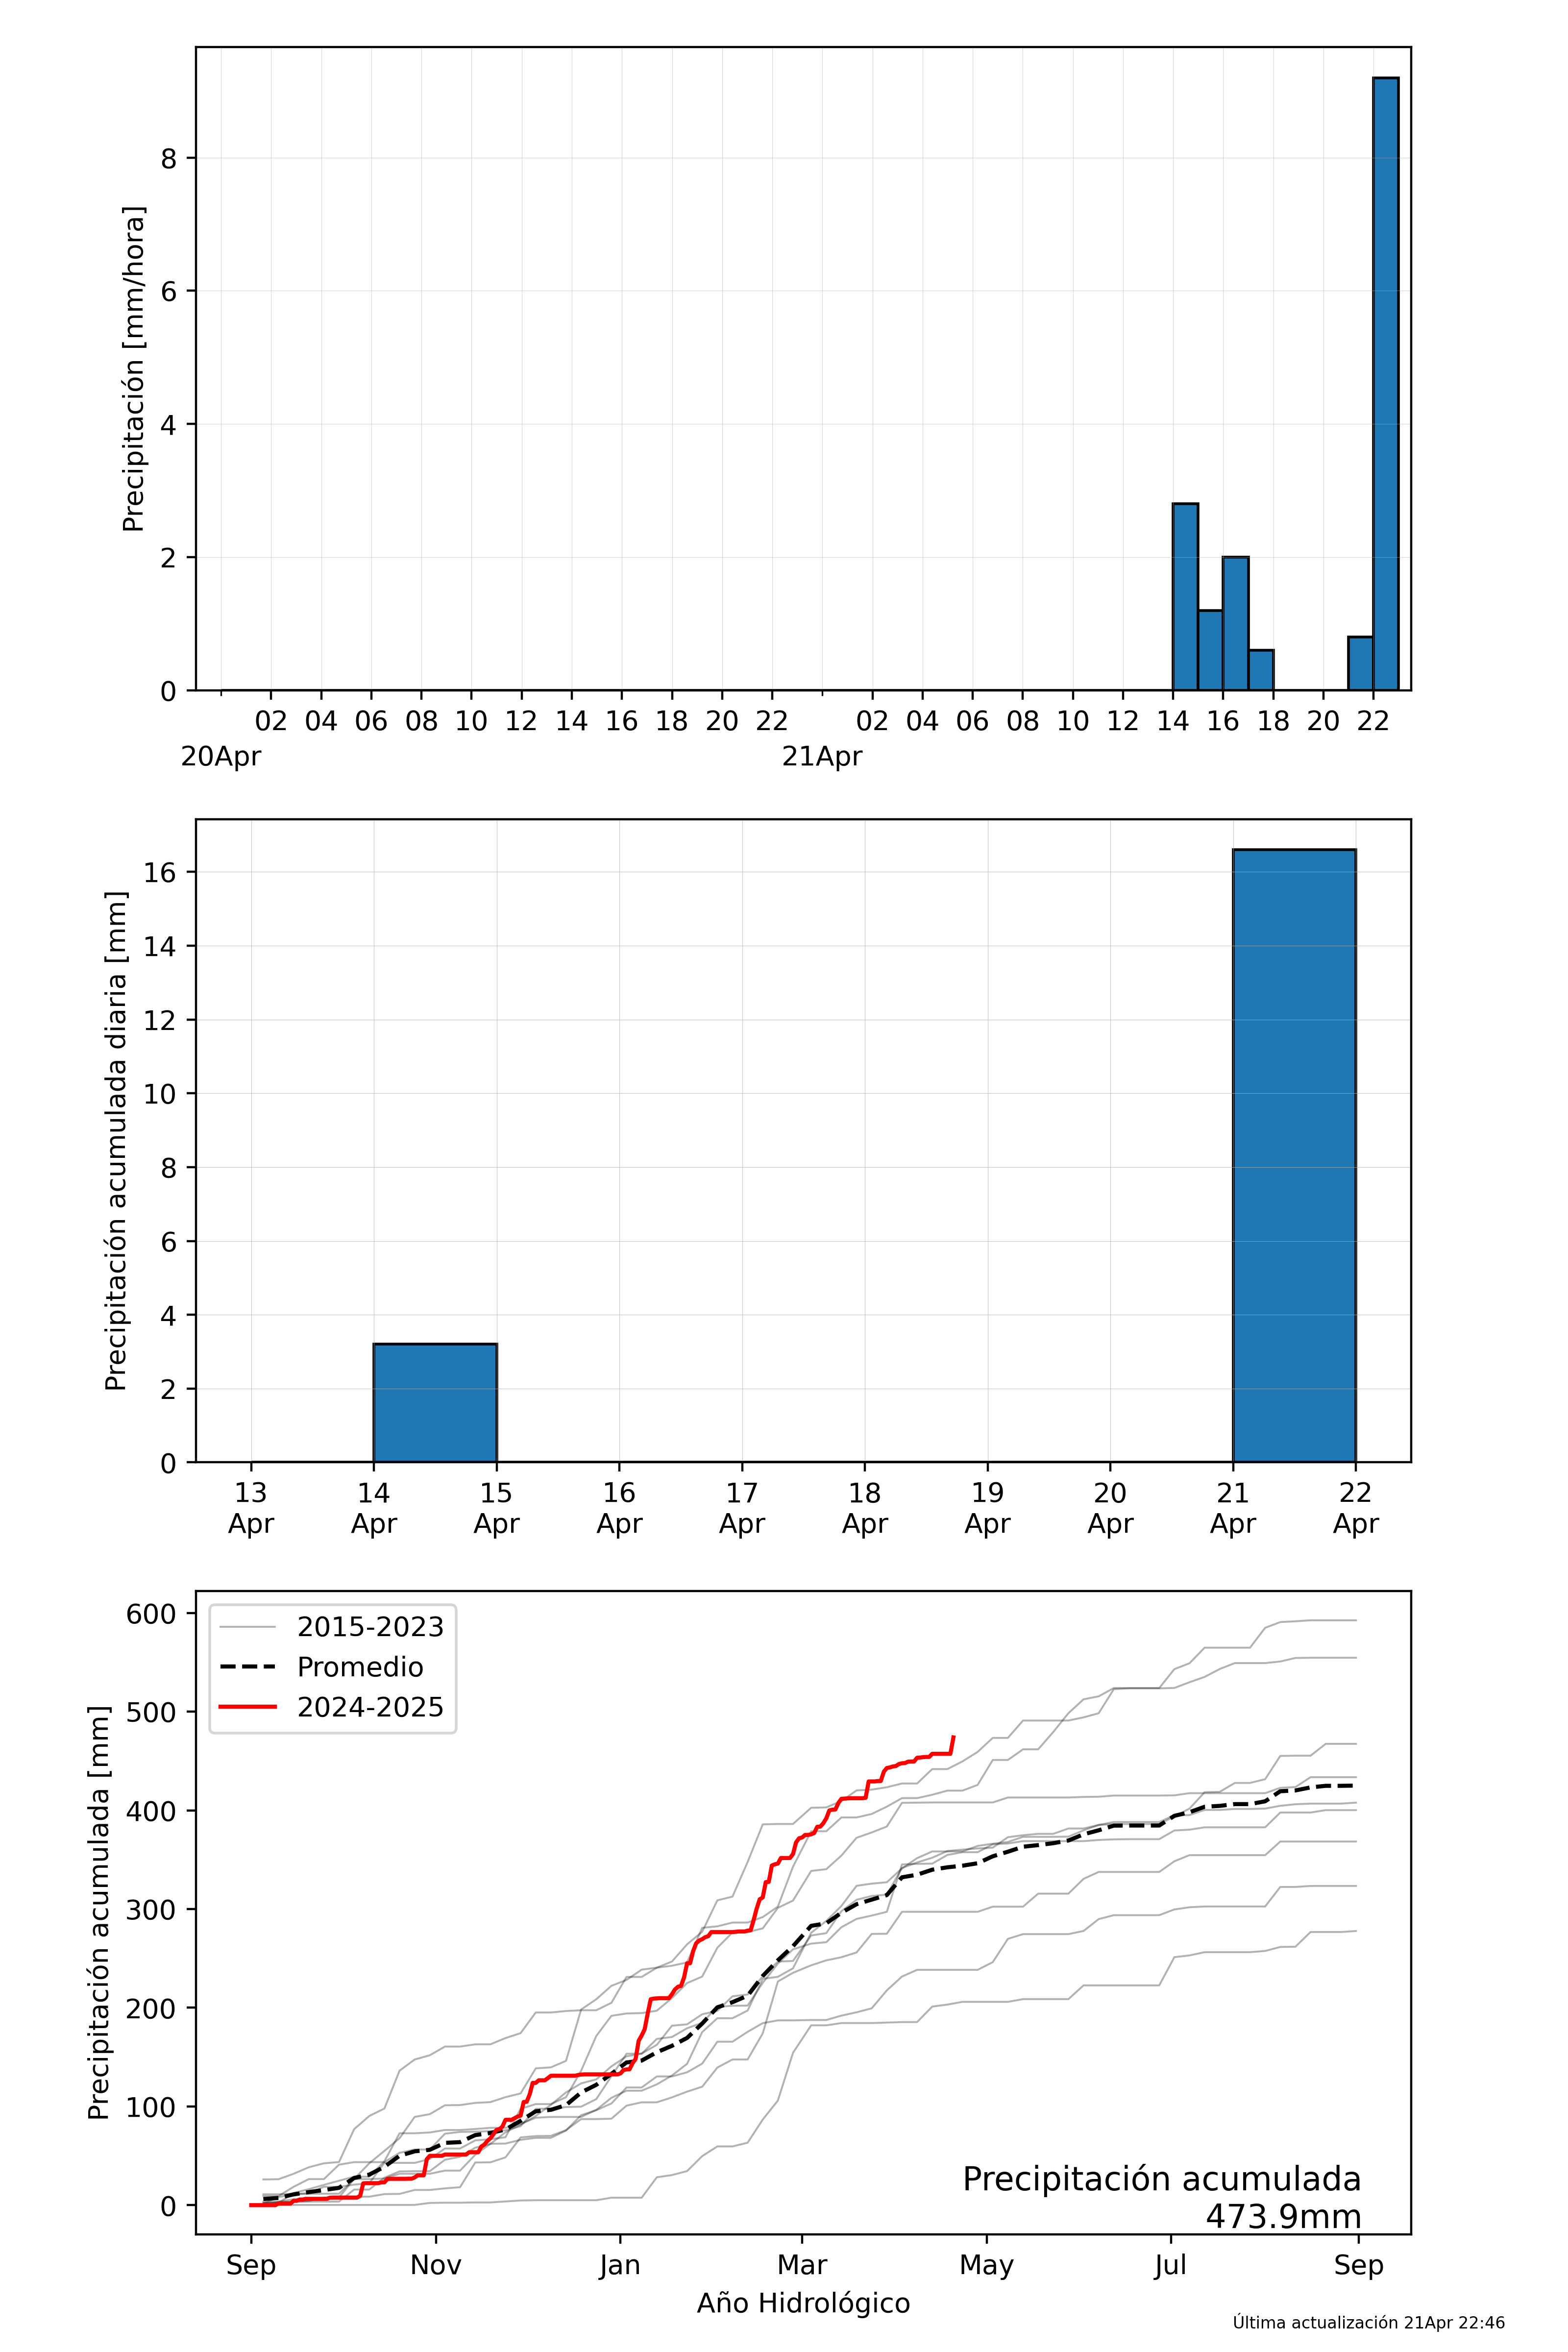 Precipitación [mm/hora]
8
6
4
2
0
02 04 06 08 10 12 14 16 18 20 22 02 04 06 08 10 12 14 16 18 20 22
20Apr 21Apr
Precipitación acumulada diaria [mm]
16
14
12
10
8
6
4
2
0
13 14 15 16 17 18 19 20 21 22
Apr Apr Apr Apr Apr Apr Apr Apr Apr Apr
Precipitación acumulada [mm]
600
500
400
300
200
100
0
2015-2023
Promedio
2024-2025
Precipitación acumulada
473.9mm
Sep Nov Jan Mar May Jul Sep
Año Hidrológico
Última actualización 21Apr 22:46